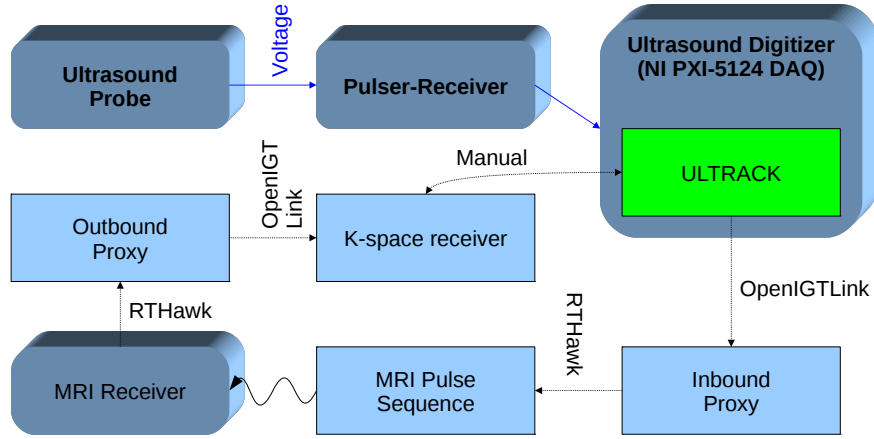 Voltage
Ultrasound
Probe
Pulser-Receiver
Ultrasound Digitizer
(NI PXI-5124 DAQ)
Manual
ULTRACK
Outbound
Proxy
OpenIGT
Link
K-space receiver
OpenIGTLink
RTHawk
RTHawk
MRI Receiver
MRI Pulse
Sequence
Inbound
Proxy